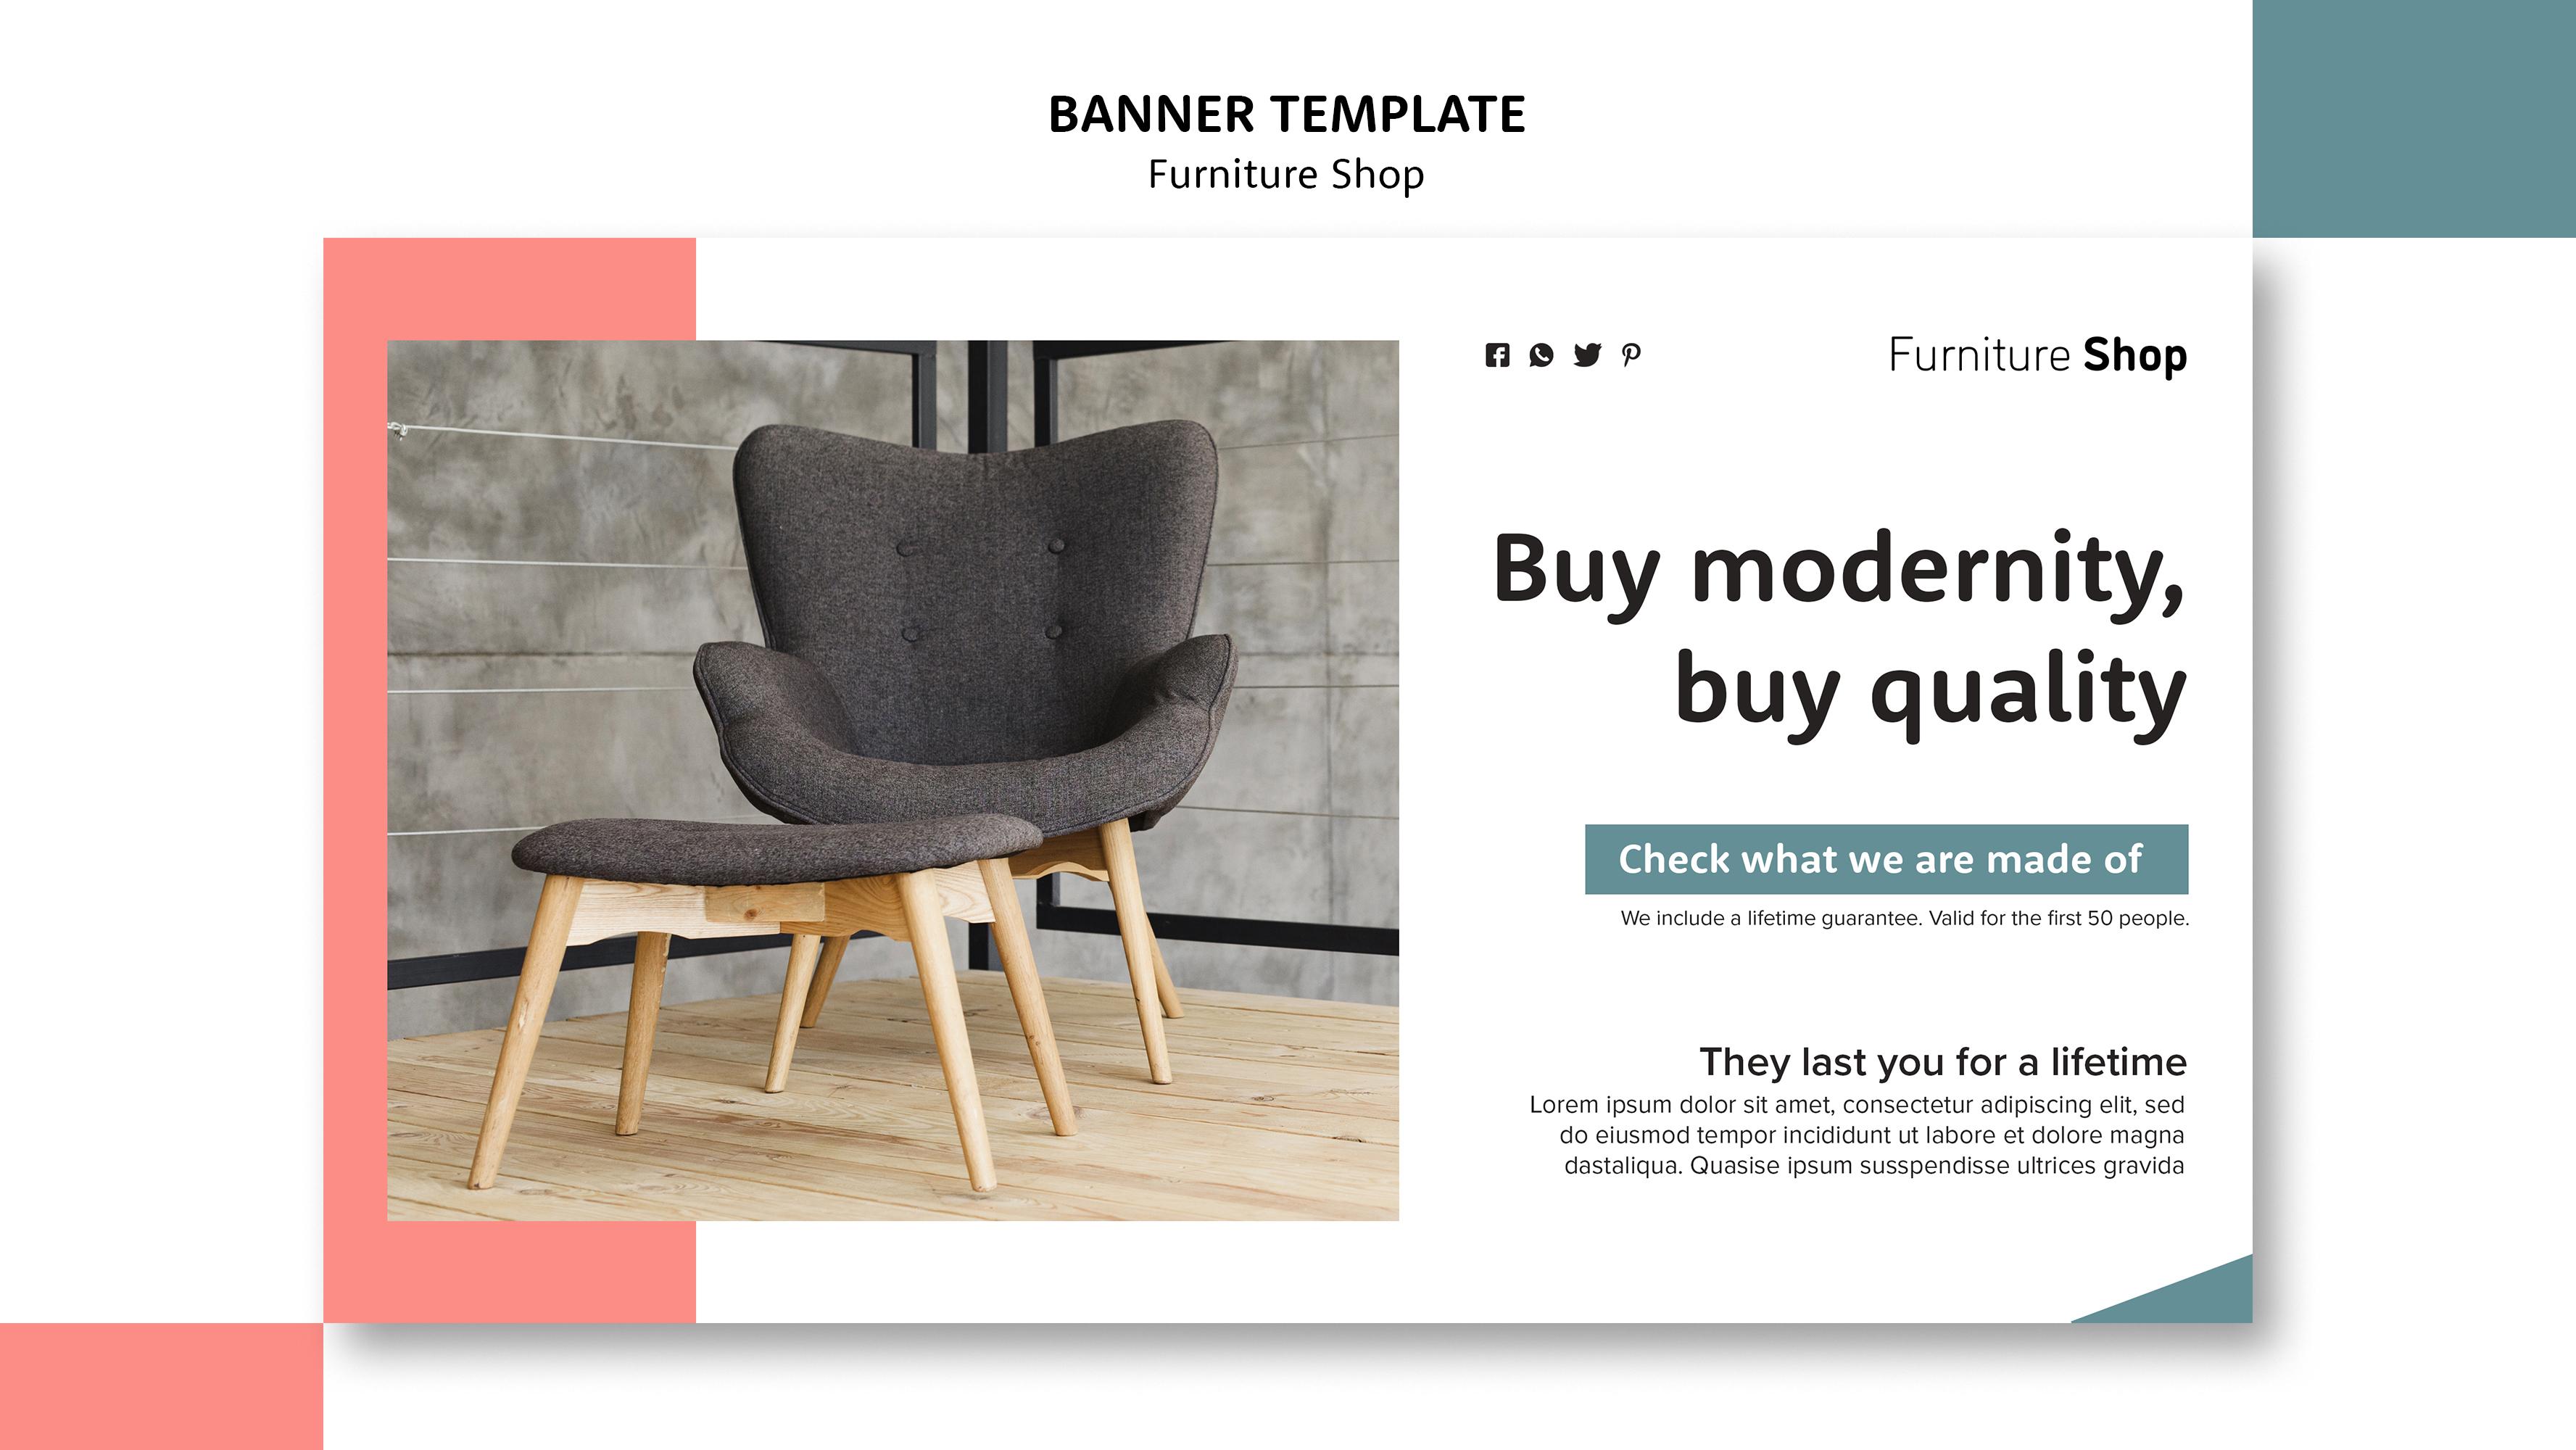 BANNER TEMPLATE
Furniture Shop
Furniture Shop
Buy modernity,
buy quality
Check what we are made of
We include a lifetime guarantee. Valid for the first 50 people.
They last you for a lifetime
Lorem ipsum dolor sit amet, consectetur adipiscing elit, sed
do eiusmod tempor incididunt ut labore et dolore magna
dastaliqua. Quasise ipsum susspendisse ultrices gravida